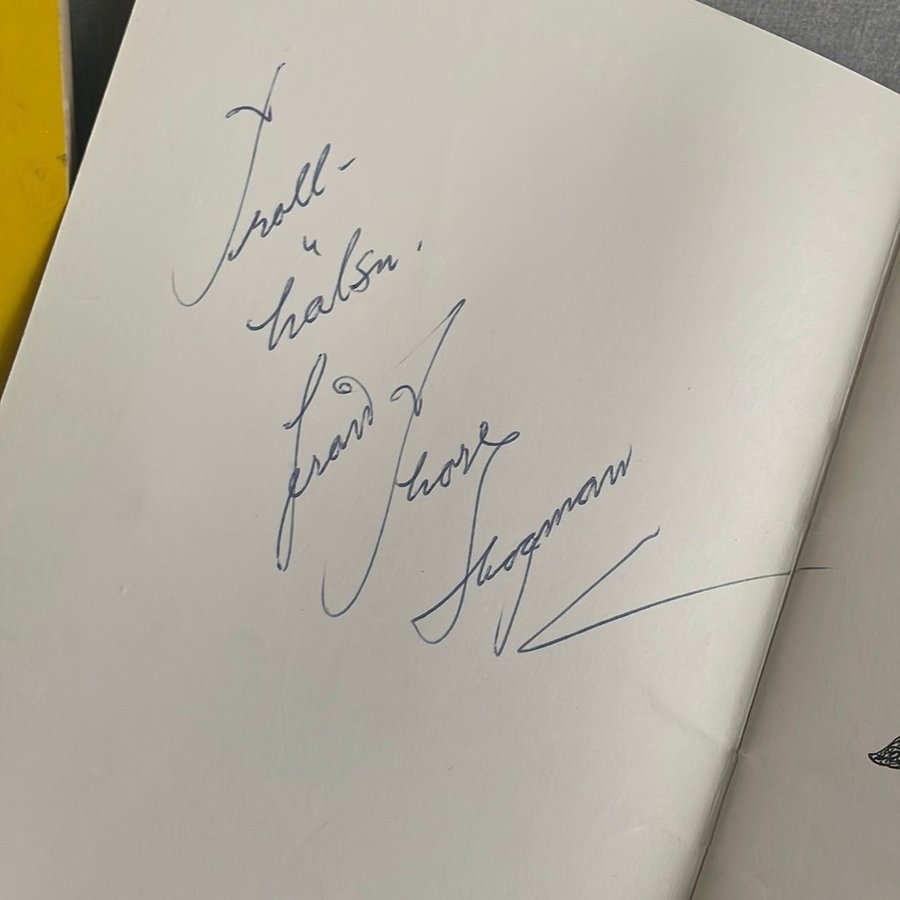 Troll-
hälsn.
från Thore
Skogman